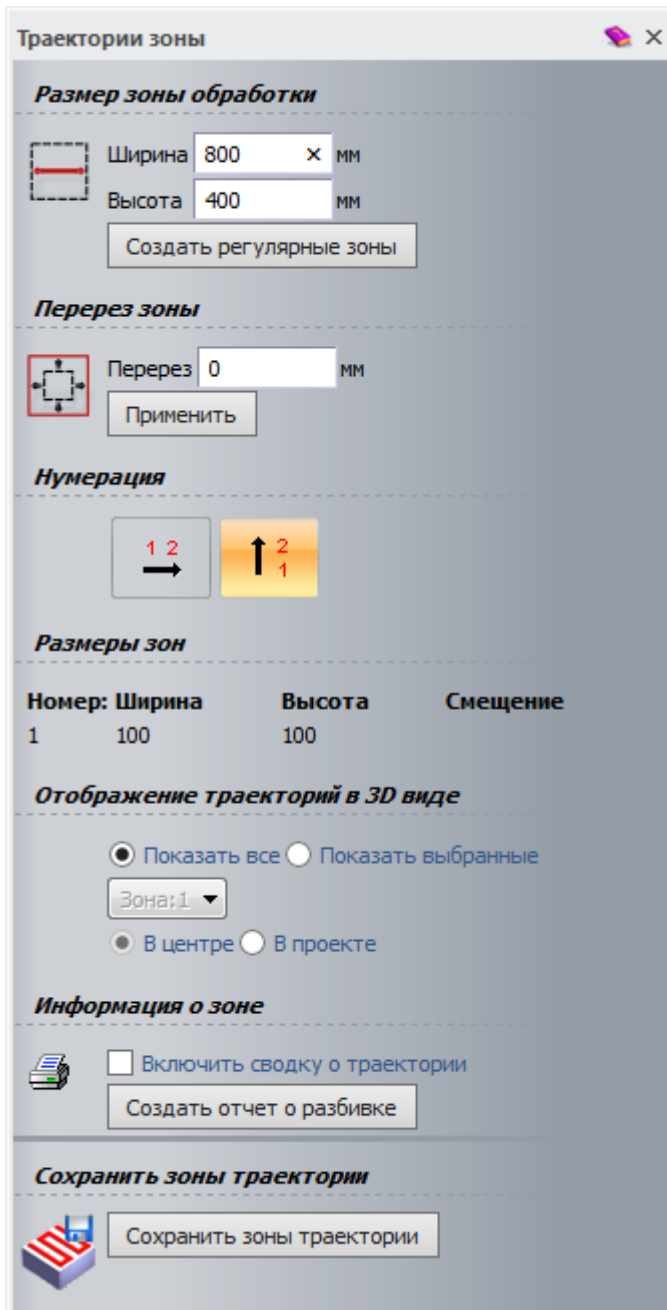 Траектории зоны
Размер зоны обработки
Ширина 800 × мм
Высота 400 мм
Создать регулярные зоны
Перерез зоны
Перерез 0 мм
Применить
Нумерация
1 2
2
1
Размеры зон
Номер: Ширина Высота Смещение
1 100 100
Отображение траекторий в 3D виде
Показать все Показать выбранные
Зона:1
В центре В проекте
Информация о зоне
Включить сводку о траектории
Создать отчет о разбивке
Сохранить зоны траектории
Сохранить зоны траектории